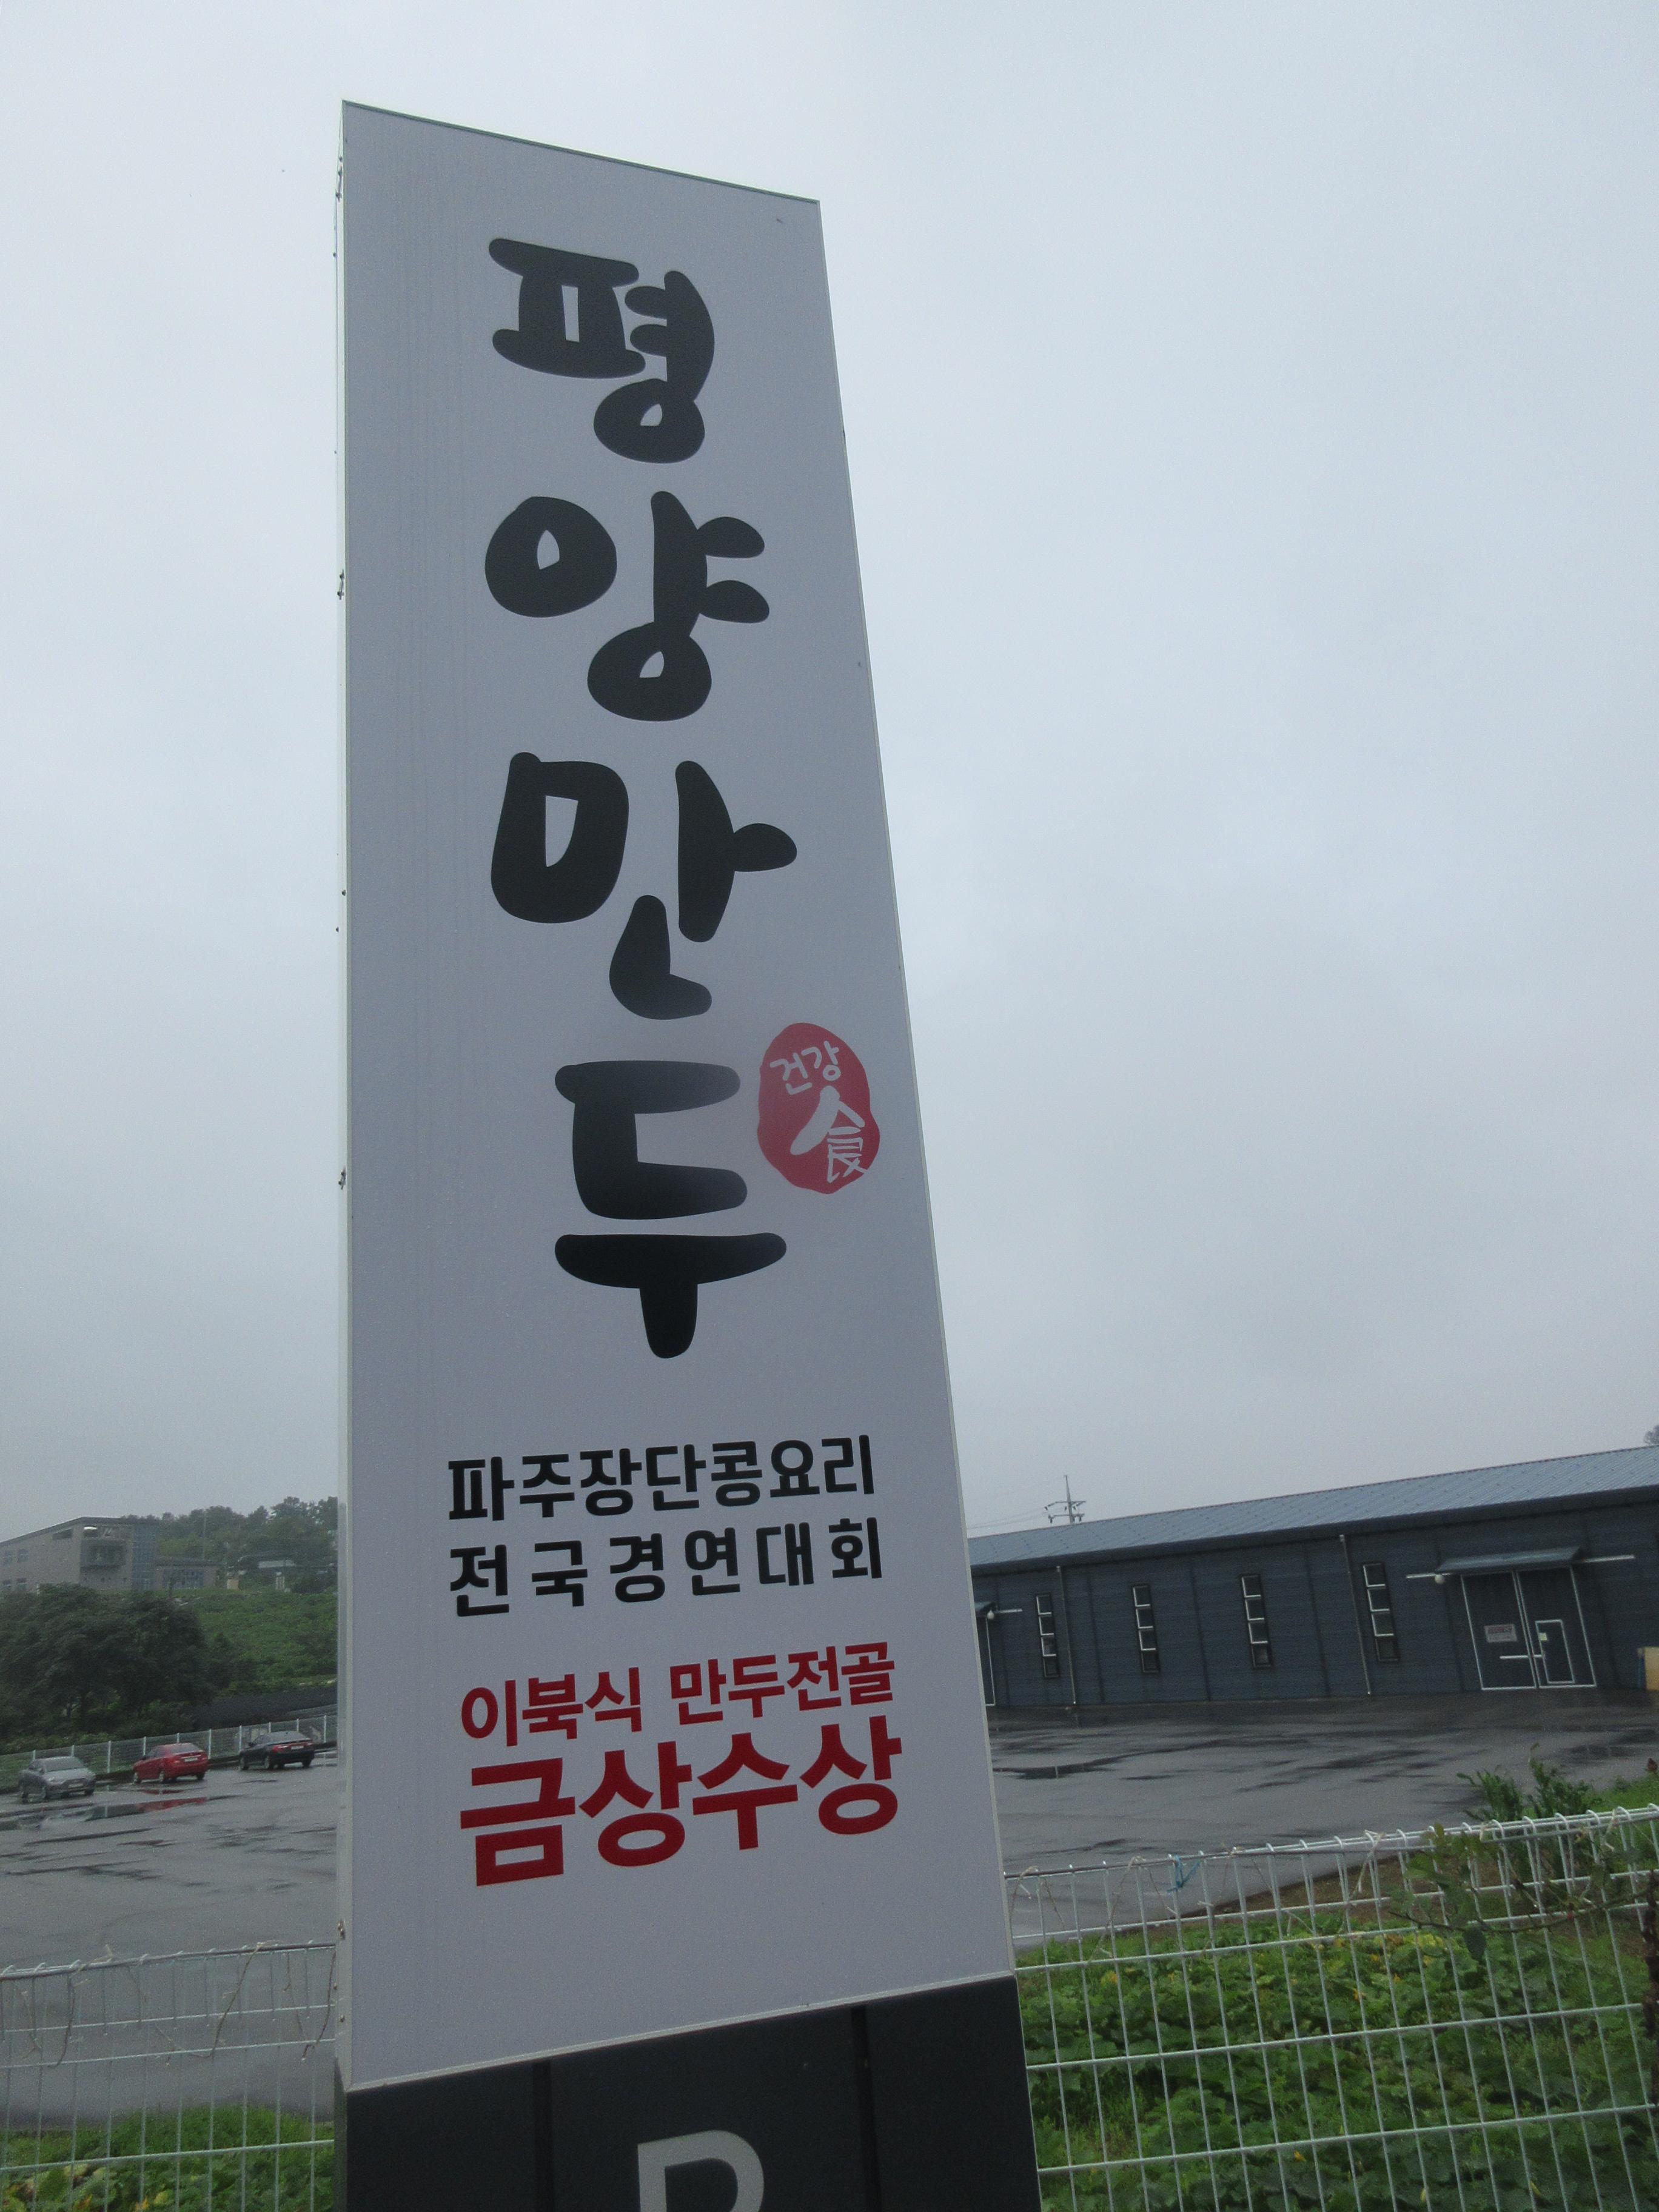 평양만두
건강
食
파주장단콩요리
전국경연대회
이북식 만두전골
금상수상
P